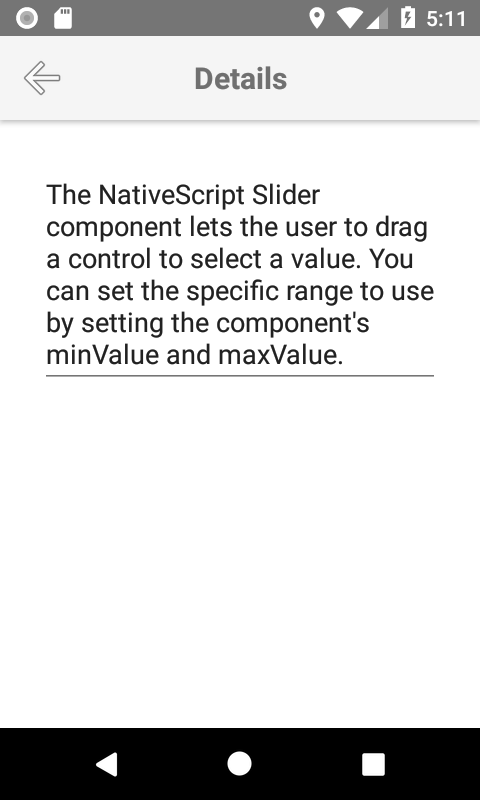 5:11
Details
The NativeScript Slider
component lets the user to drag
a control to select a value. You
can set the specific range to use
by setting the component's
minValue and maxValue.